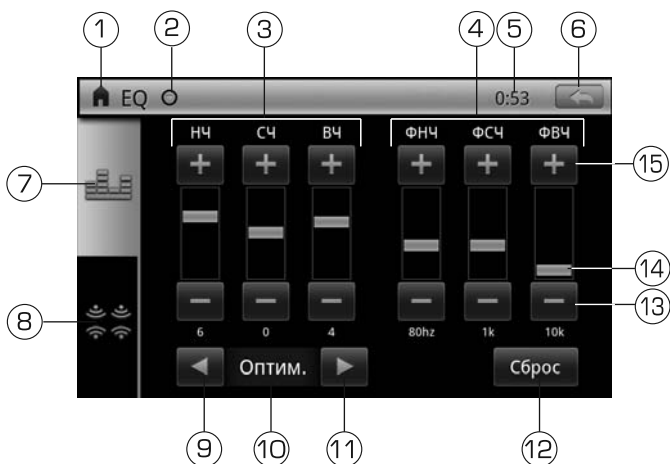 1 2 3 4 5 6
EQ 0:53
НЧ СЧ ВЧ ФНЧ ФСЧ ФВЧ
+ + + + + + 15
7
14
8 − − − − − − 13
6 0 4 80hz 1k 10k
Оптим. Сброс
9 10 11 12